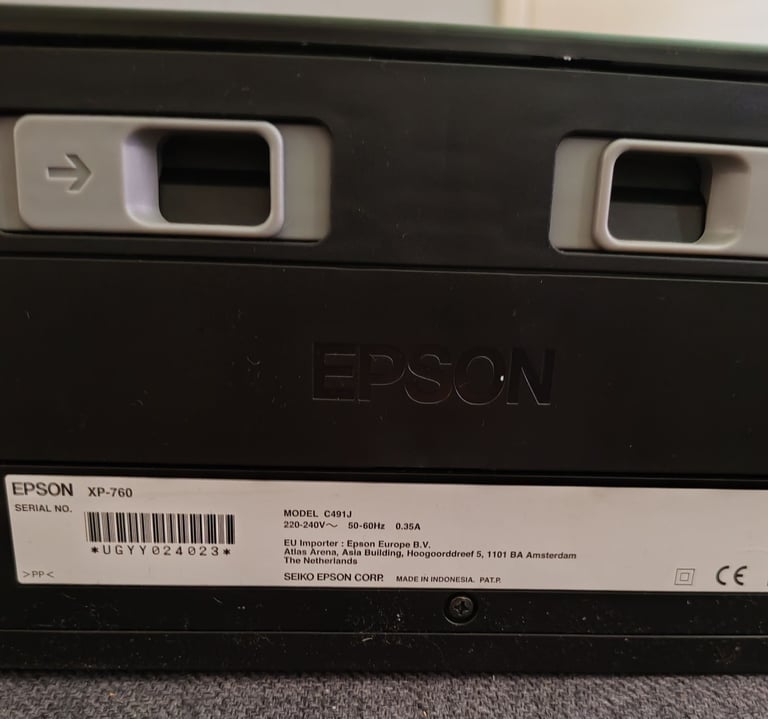 EPSON
EPSON XP-760
SERIAL NO.
*UGYY024023*
>PP<
MODEL C491J
220-240V～ 50-60Hz 0.35A
EU Importer : Epson Europe B.V.
Atlas Arena, Asia Building, Hoogoorddreef 5, 1101 BA Amsterdam
The Netherlands
SEIKO EPSON CORP. MADE IN INDONESIA. PAT.P.
CE